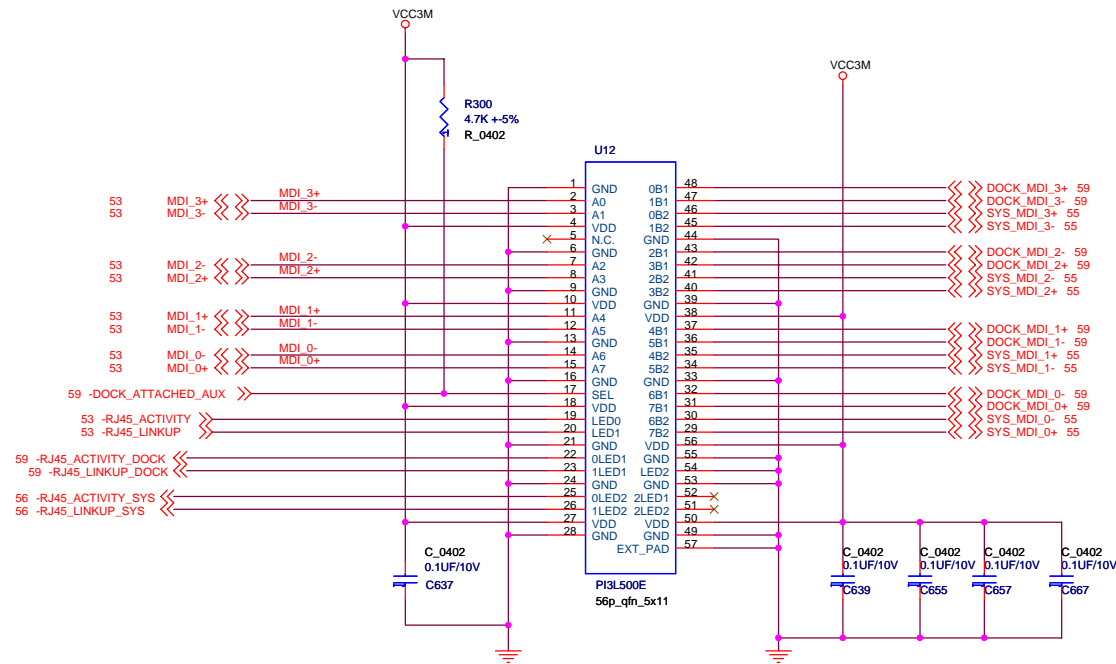 VCC3M
VCC3M
R300
4.7K +-5%
R_0402
U12
53 MDI_3+ MDI_3+
53 MDI_3- MDI_3-
53 MDI_2- MDI_2-
53 MDI_2+ MDI_2+
53 MDI_1+ MDI_1+
53 MDI_1- MDI_1-
53 MDI_0- MDI_0-
53 MDI_0+ MDI_0+
59 -DOCK_ATTACHED_AUX
53 -RJ45_ACTIVITY
53 -RJ45_LINKUP
59 -RJ45_ACTIVITY_DOCK
59 -RJ45_LINKUP_DOCK
56 -RJ45_ACTIVITY_SYS
56 -RJ45_LINKUP_SYS
1 GND
2 A0
3 A1
4 VDD
5 N.C.
6 GND
7 A2
8 A3
9 GND
10 VDD
11 A4
12 A5
13 GND
14 A6
15 A7
16 GND
17 SEL
18 VDD
19 LED0
20 LED1
21 GND
22 0LED1
23 1LED1
24 GND
25 0LED2
26 1LED2
27 VDD
28 GND
0B1 48 DOCK_MDI_3+ 59
1B1 47 DOCK_MDI_3- 59
0B2 46 SYS_MDI_3+ 55
1B2 45 SYS_MDI_3- 55
GND 44
2B1 43 DOCK_MDI_2- 59
3B1 42 DOCK_MDI_2+ 59
2B2 41 SYS_MDI_2- 55
3B2 40 SYS_MDI_2+ 55
GND 39
VDD 38
4B1 37 DOCK_MDI_1+ 59
5B1 36 DOCK_MDI_1- 59
4B2 35 SYS_MDI_1+ 55
5B2 34 SYS_MDI_1- 55
GND 33
6B1 32 DOCK_MDI_0- 59
7B1 31 DOCK_MDI_0+ 59
6B2 30 SYS_MDI_0- 55
7B2 29 SYS_MDI_0+ 55
VDD 56
GND 55
LED2 54
GND 53
2LED1 52
2LED2 51
VDD 50
GND 49
EXT_PAD 57
PI3L500E
56p_qfn_5x11
C_0402
0.1UF/10V
C637
C_0402
0.1UF/10V
C639
C_0402
0.1UF/10V
C655
C_0402
0.1UF/10V
C657
C_0402
0.1UF/10V
C667